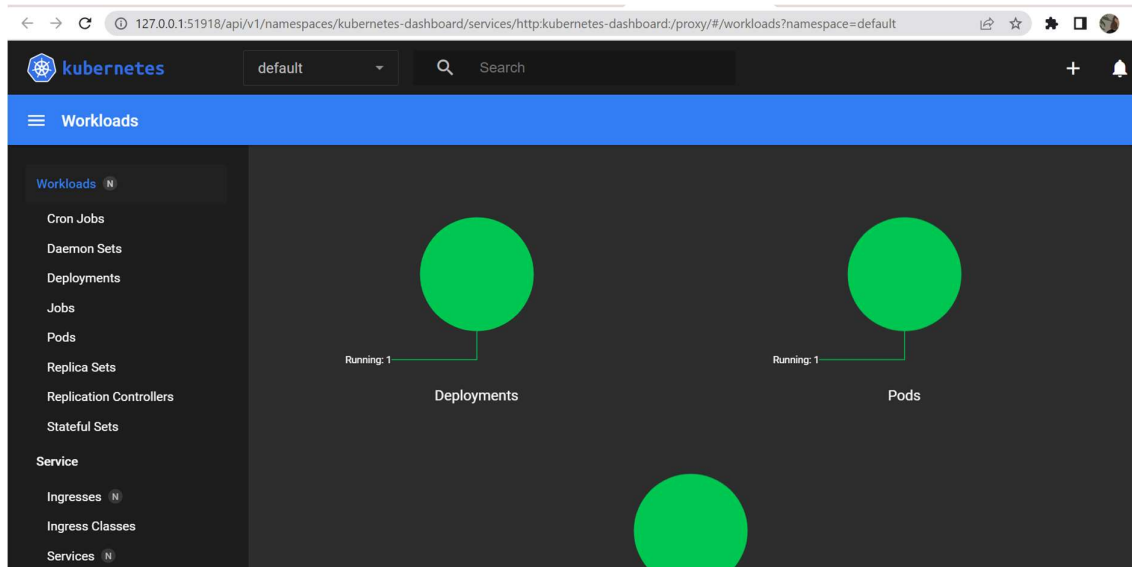 127.0.0.1:51918/api/v1/namespaces/kubernetes-dashboard/services/http:kubernetes-dashboard:/proxy/#/workloads?namespace=default
kubernetes
default
Search
Workloads
Workloads N
Cron Jobs
Daemon Sets
Deployments
Jobs
Pods
Replica Sets
Replication Controllers
Stateful Sets
Service
Ingresses N
Ingress Classes
Services N
Running: 1
Deployments
Running: 1
Pods